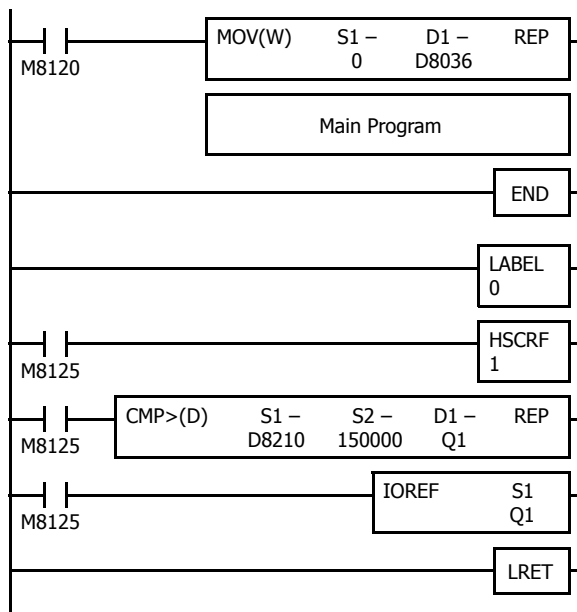 MOV(W) S1 – D1 – REP
0 D8036
M8120
Main Program
END
LABEL
0
HSCRF
1
M8125
CMP>(D) S1 – S2 – D1 – REP
D8210 150000 Q1
M8125
IOREF S1
Q1
M8125
LRET